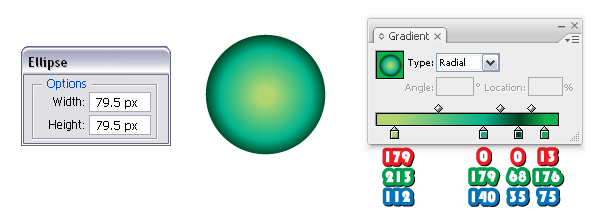 Ellipse
Options
Width: 79.5 px
Height: 79.5 px
Gradient
Type: Radial
Angle: ° Location: %
179 0 0 13
213 179 68 176
112 140 35 75